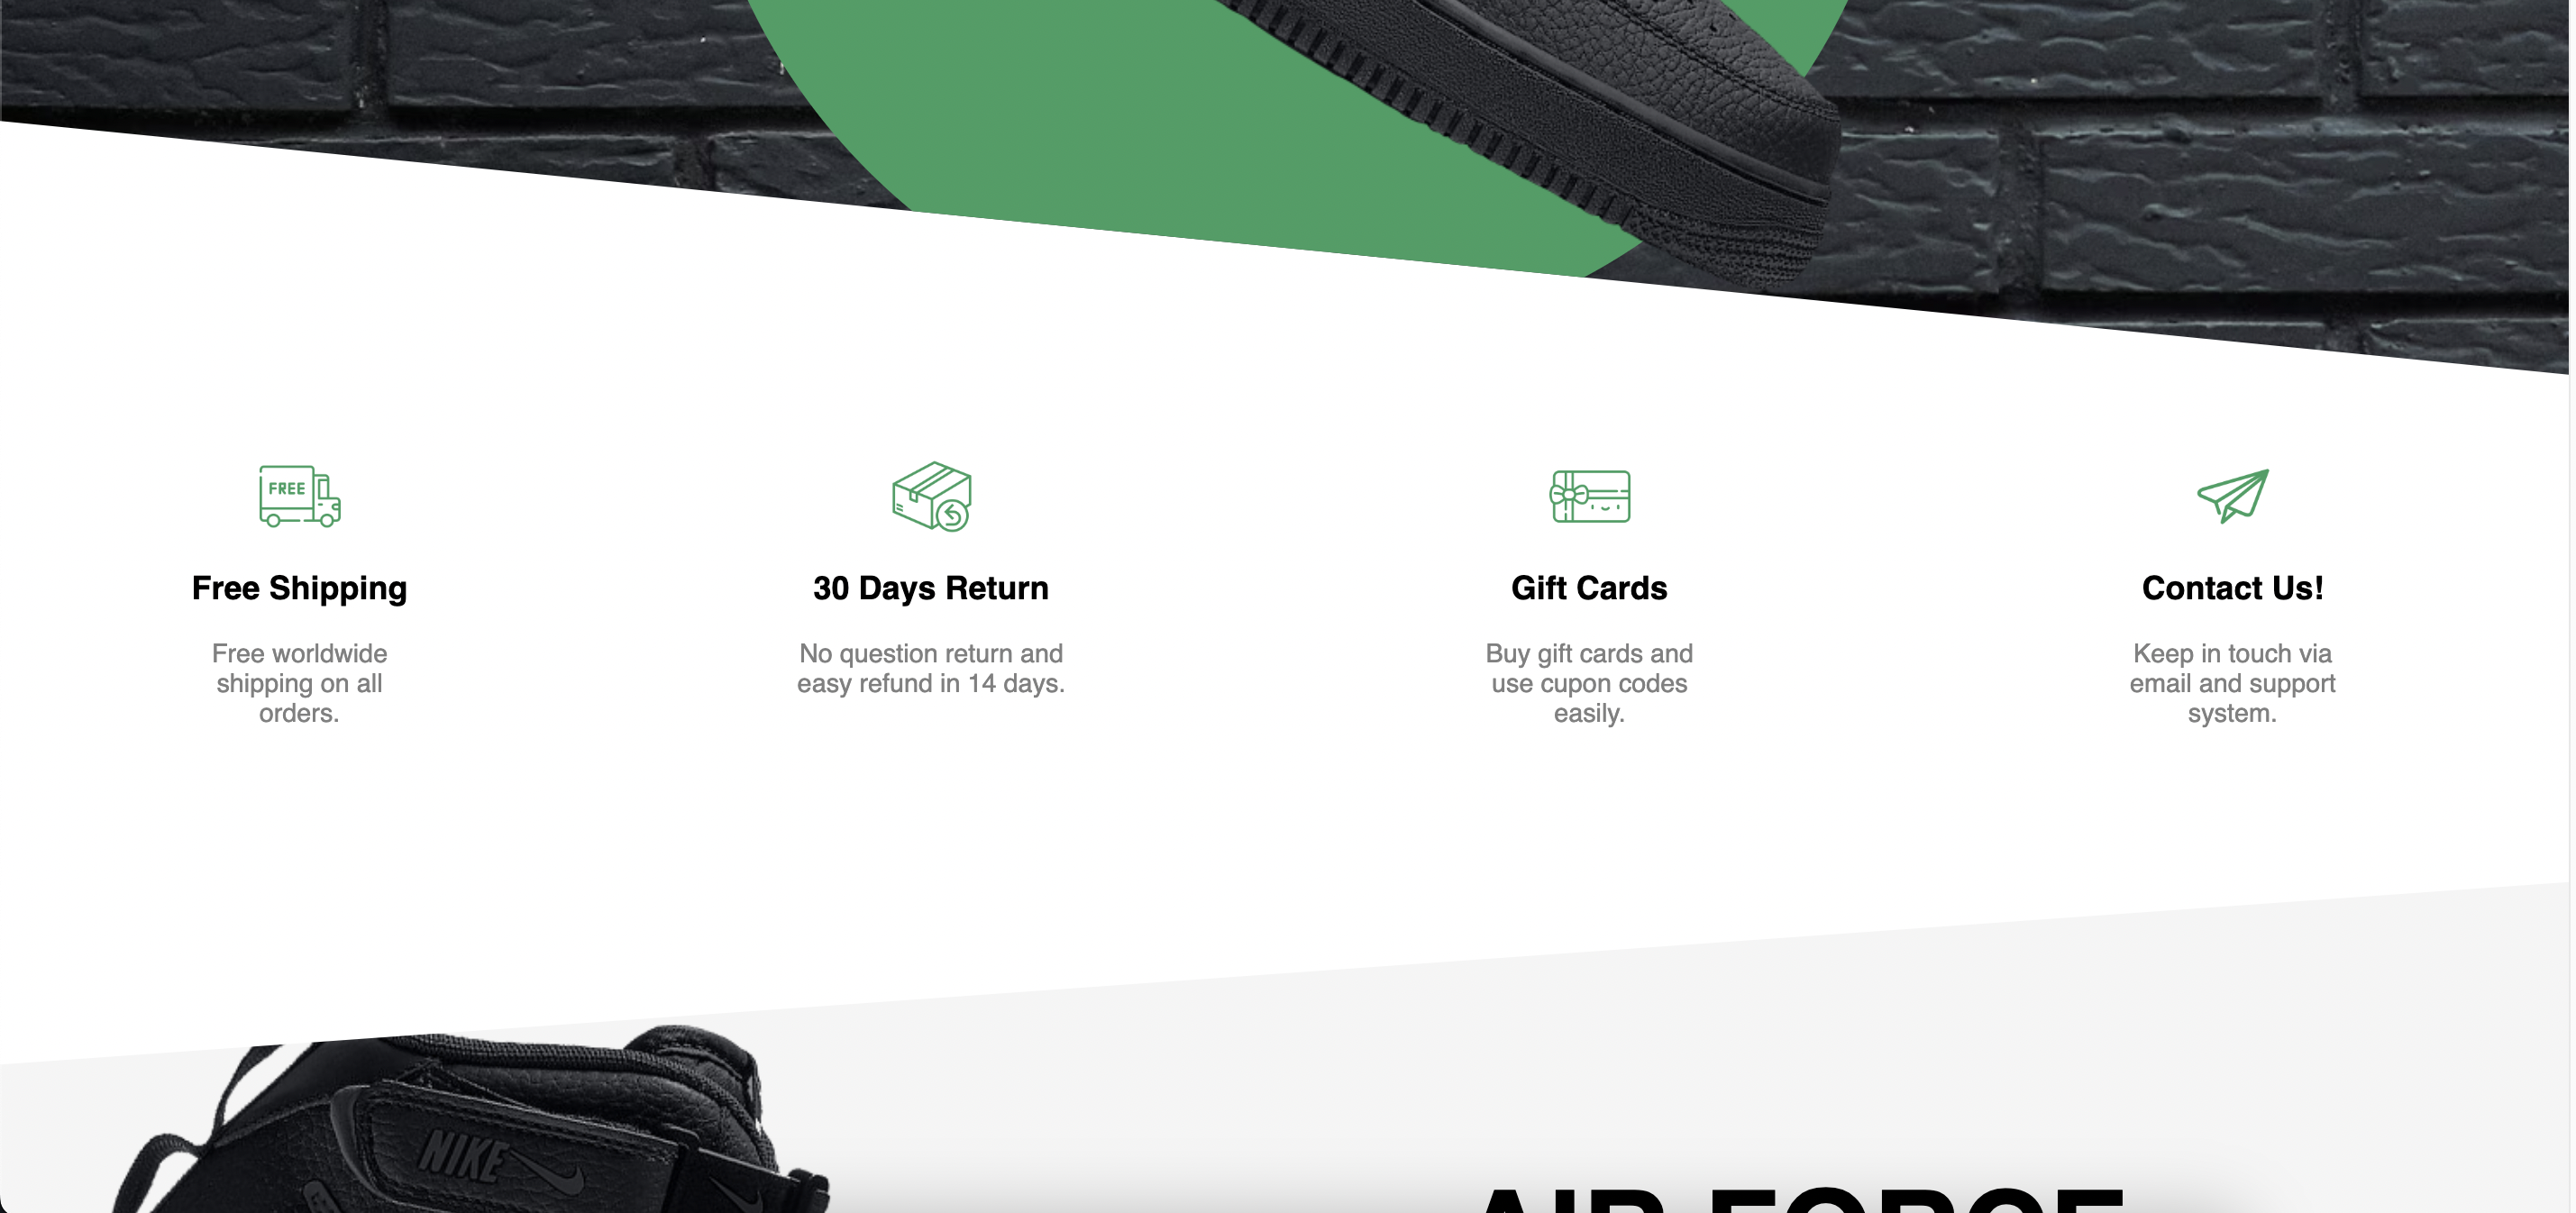 FREE
Free Shipping
Free worldwide
shipping on all
orders.
30 Days Return
No question return and
easy refund in 14 days.
Gift Cards
Buy gift cards and
use cupon codes
easily.
Contact Us!
Keep in touch via
email and support
system.
NIKE
AIR FORCE